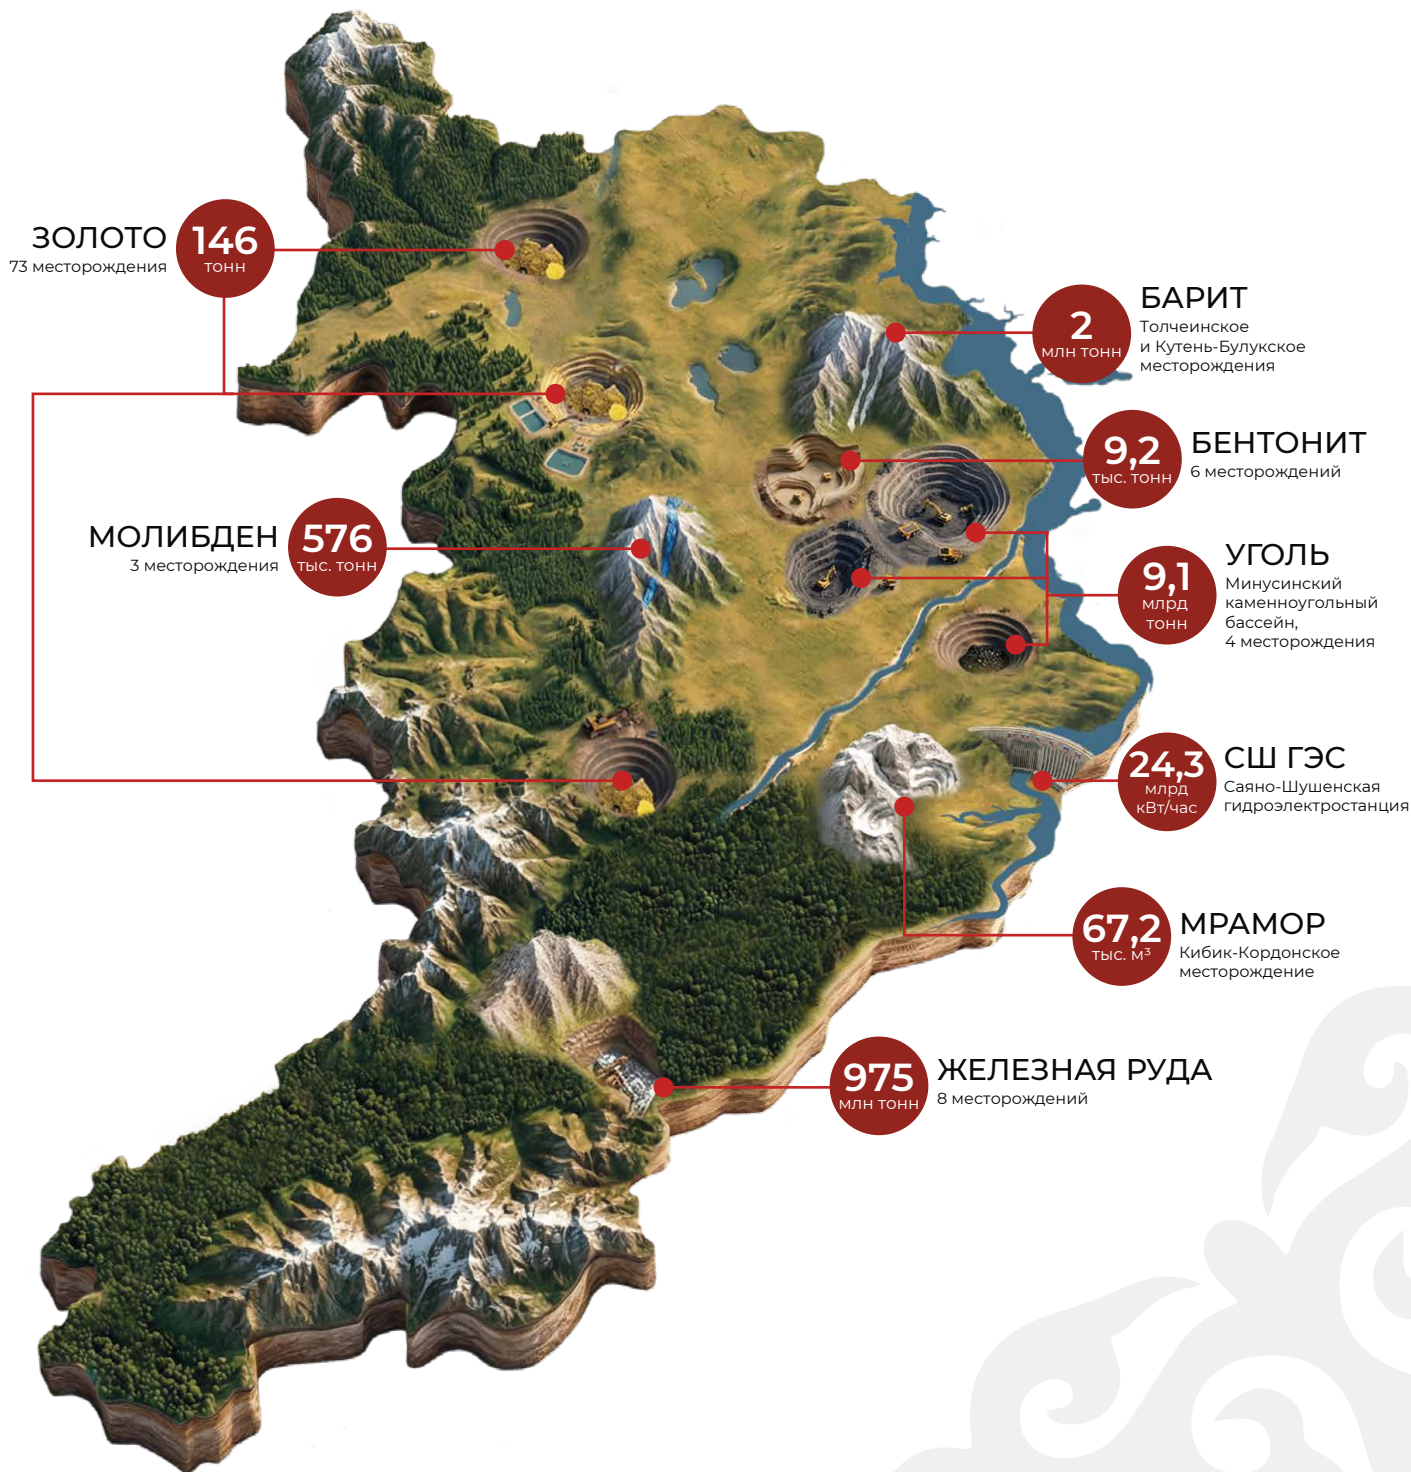 ЗОЛОТО
73 месторождения
146
тонн
БАРИТ
Толчеинское
и Кутень-Булукское
месторождения
2
млн тонн
БЕНТОНИТ
6 месторождений
9,2
тыс. тонн
МОЛИБДЕН
3 месторождения
576
тыс. тонн
УГОЛЬ
Минусинский
каменноугольный
бассейн,
4 месторождения
9,1
млрд
тонн
СШ ГЭС
Саяно-Шушенская
гидроэлектростанция
24,3
млрд
кВт/час
МРАМОР
Кибик-Кордонское
месторождение
67,2
тыс. м³
ЖЕЛЕЗНАЯ РУДА
8 месторождений
975
млн тонн